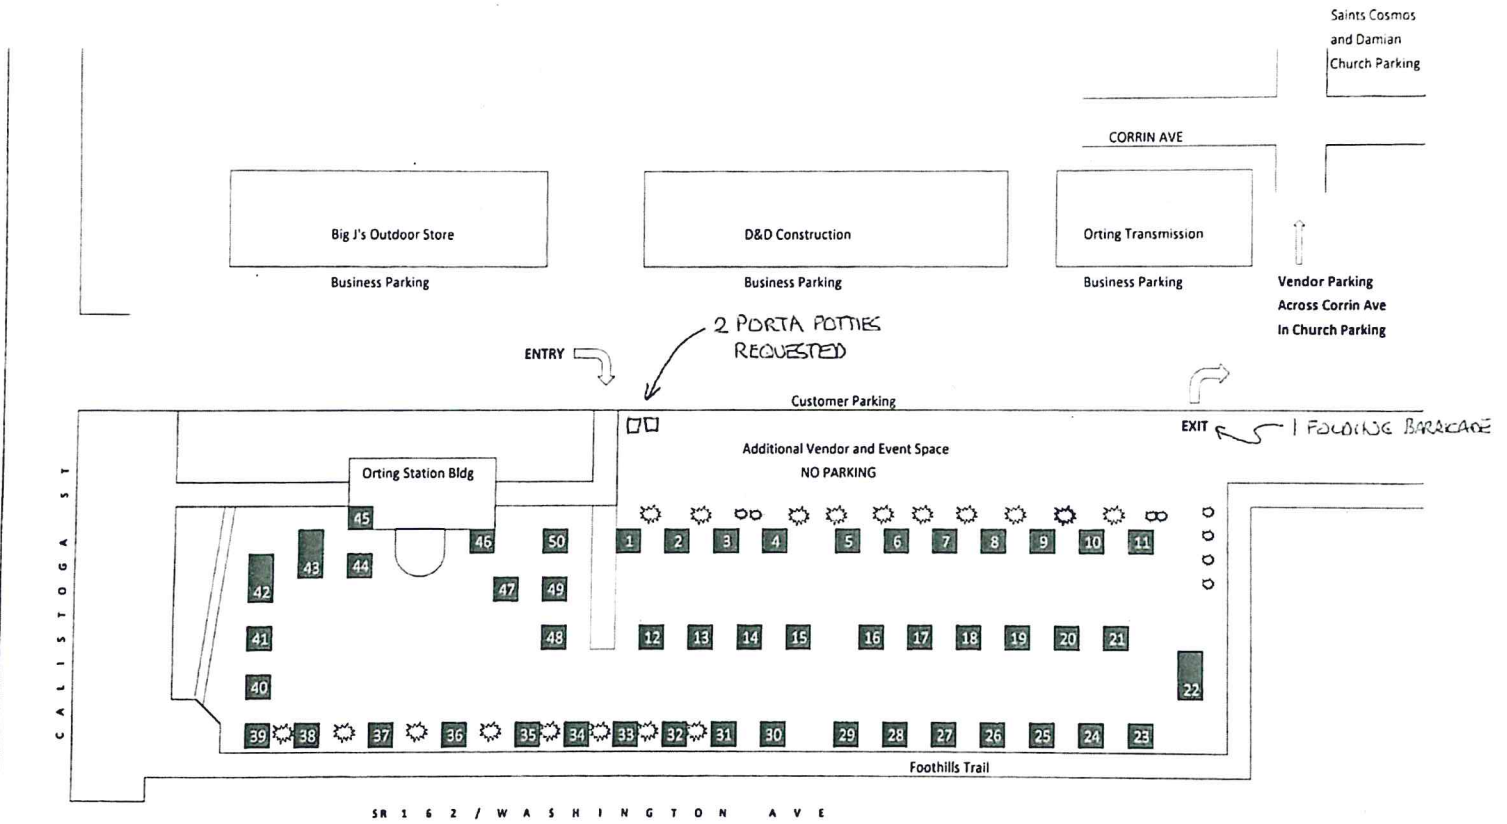 Saints Cosmos
and Damian
Church Parking
CORRIN AVE
Big J's Outdoor Store
D&D Construction
Orting Transmission
Business Parking
Business Parking
Business Parking
Vendor Parking
Across Corrin Ave
In Church Parking
2 PORTA POTTIES
REQUESTED
ENTRY
Customer Parking
EXIT
1 FOLDING BARRICADE
Additional Vendor and Event Space
NO PARKING
Orting Station Bldg
CALISTOGA ST
45
46
50
1
2
3
4
5
6
7
8
9
10
11
43
44
42
47
49
41
48
12
13
14
15
16
17
18
19
20
21
22
40
39
38
37
36
35
34
33
32
31
30
29
28
27
26
25
24
23
Foothills Trail
SR 162/WASHINGTON AVE